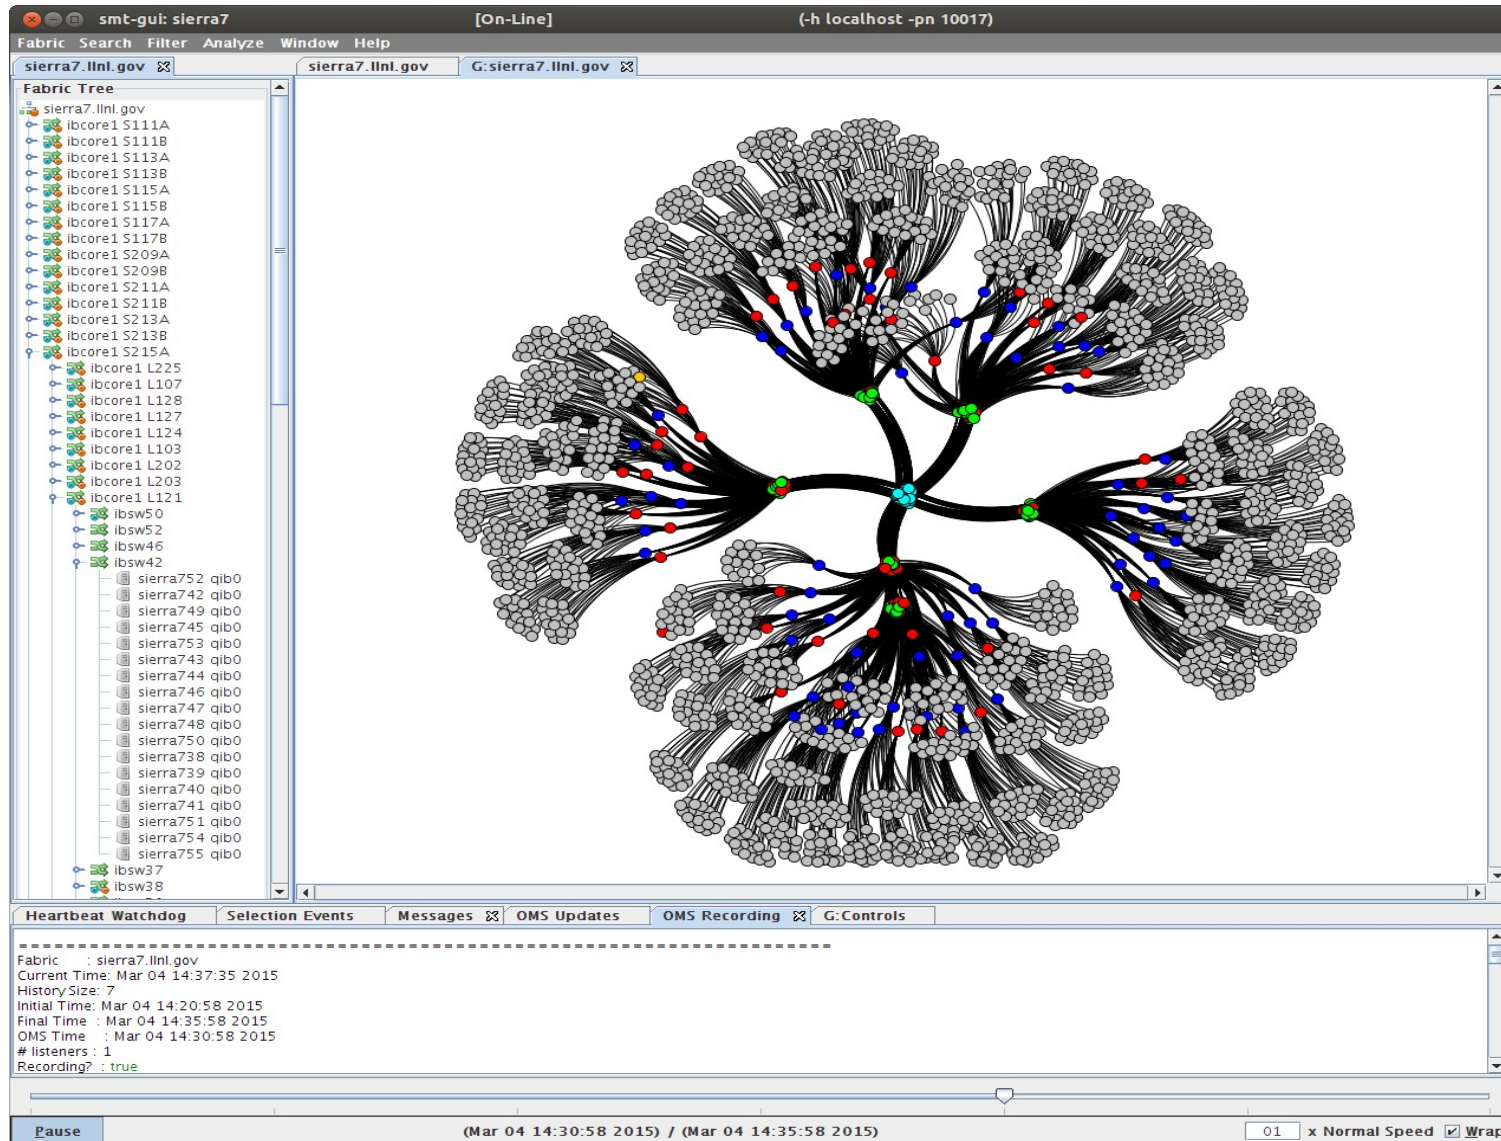 smt-gui: sierra7 [On-Line] (-h localhost -pn 10017)
Fabric Search Filter Analyze Window Help
sierra7.llnl.gov sierra7.llnl.gov G:sierra7.llnl.gov
Fabric Tree
sierra7.llnl.gov
ibcore1 S111A
ibcore1 S111B
ibcore1 S113A
ibcore1 S113B
ibcore1 S115A
ibcore1 S115B
ibcore1 S117A
ibcore1 S117B
ibcore1 S209A
ibcore1 S209B
ibcore1 S211A
ibcore1 S211B
ibcore1 S213A
ibcore1 S213B
ibcore1 S215A
ibcore1 L225
ibcore1 L107
ibcore1 L128
ibcore1 L127
ibcore1 L124
ibcore1 L103
ibcore1 L202
ibcore1 L203
ibcore1 L121
ibsw50
ibsw52
ibsw46
ibsw42
sierra752 qib0
sierra742 qib0
sierra749 qib0
sierra745 qib0
sierra753 qib0
sierra743 qib0
sierra744 qib0
sierra746 qib0
sierra747 qib0
sierra748 qib0
sierra750 qib0
sierra738 qib0
sierra739 qib0
sierra740 qib0
sierra741 qib0
sierra751 qib0
sierra754 qib0
sierra755 qib0
ibsw37
ibsw38
Heartbeat Watchdog Selection Events Messages OMS Updates OMS Recording G:Controls
======================================================================
Fabric : sierra7.llnl.gov
Current Time: Mar 04 14:37:35 2015
History Size: 7
Initial Time: Mar 04 14:20:58 2015
Final Time : Mar 04 14:35:58 2015
OMS Time : Mar 04 14:30:58 2015
# listeners : 1
Recording? : true
Pause (Mar 04 14:30:58 2015) / (Mar 04 14:35:58 2015) 01 x Normal Speed Wrap